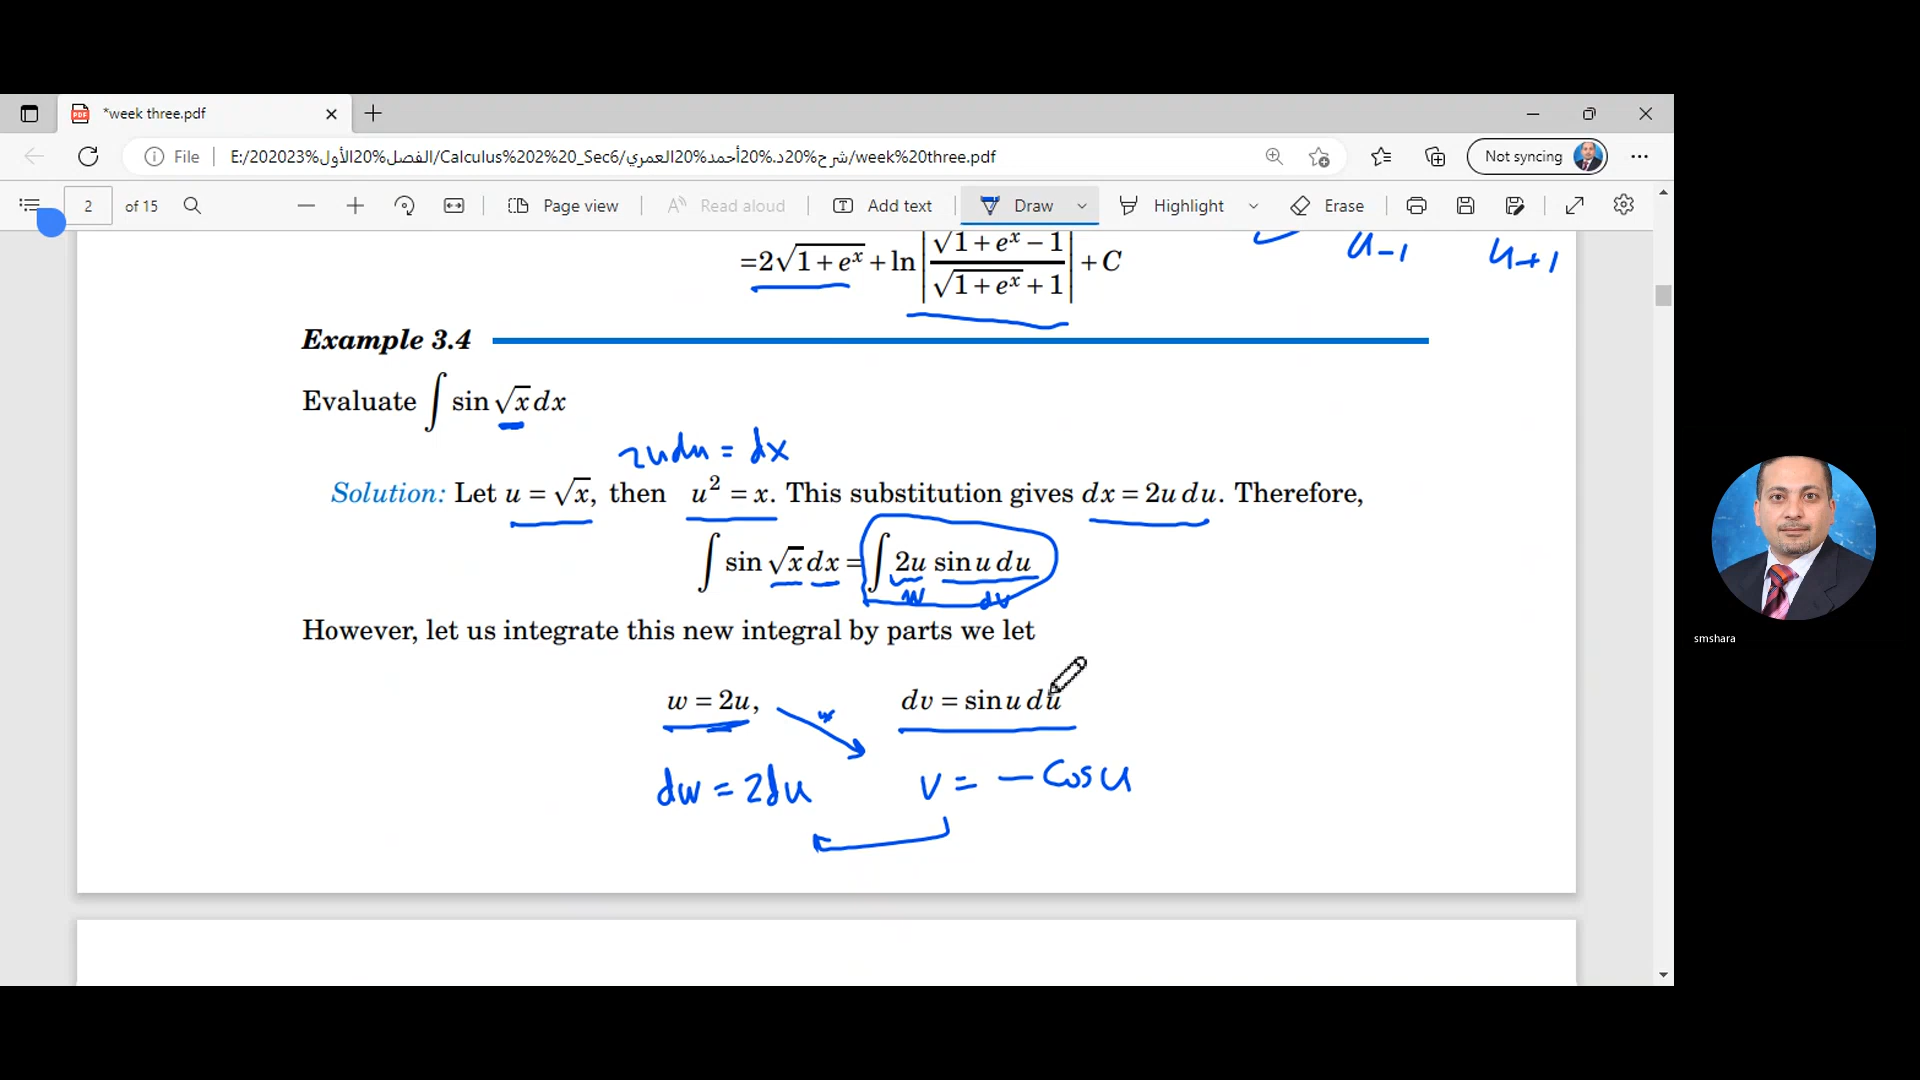 *week three.pdf
File
E:/202023%الفصل%20الأول/Calculus%202%20_Sec6/شرح%20د.%20أحمد%20العمري/week%20three.pdf
Not syncing
2 of 15
Page view
Read aloud
Add text
Draw
Highlight
Erase
=2√(1+eˣ) + ln |(√(1+eˣ) − 1)/(√(1+eˣ) + 1)| + C
u-1 u+1
Example 3.4
Evaluate ∫ sin √x dx
2udu = dx
Solution: Let u = √x, then u² = x. This substitution gives dx = 2u du. Therefore,
∫ sin √x dx = ∫ 2u sin u du
w dv
However, let us integrate this new integral by parts we let
w = 2u, dv = sin u du
dw = 2du v = − Cos u
smshara